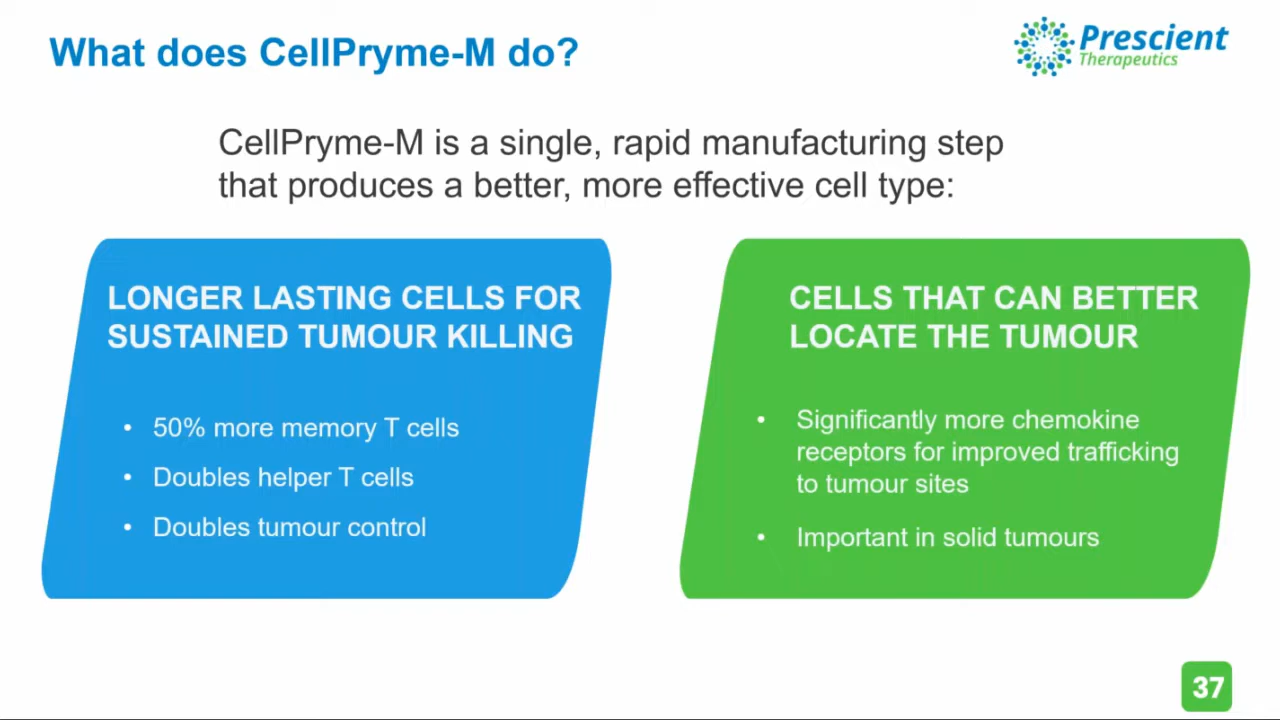 What does CellPryme-M do?
Prescient
Therapeutics
CellPryme-M is a single, rapid manufacturing step
that produces a better, more effective cell type:
LONGER LASTING CELLS FOR
SUSTAINED TUMOUR KILLING
• 50% more memory T cells
• Doubles helper T cells
• Doubles tumour control
CELLS THAT CAN BETTER
LOCATE THE TUMOUR
• Significantly more chemokine
receptors for improved trafficking
to tumour sites
• Important in solid tumours
37